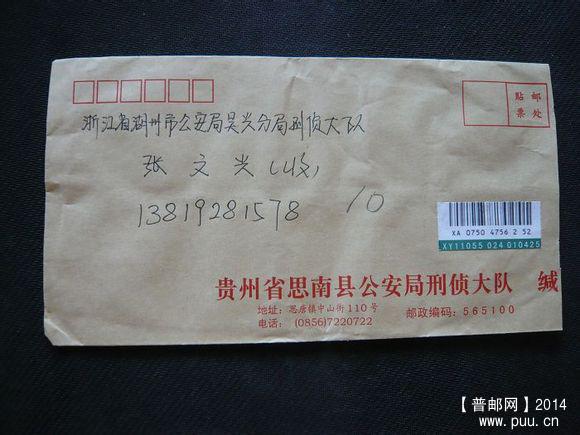 贴邮
票处
浙江省湖州市公安局吴兴分局刑侦大队
张文兴(收)
13819281578 10
XA 0750 4756 2 52
XY11055 024 010425
贵州省思南县公安局刑侦大队 缄
地址：思唐镇中山街110号
电话：(0856)7220722 邮政编码：565100
【普邮网】2014
www.puu.cn